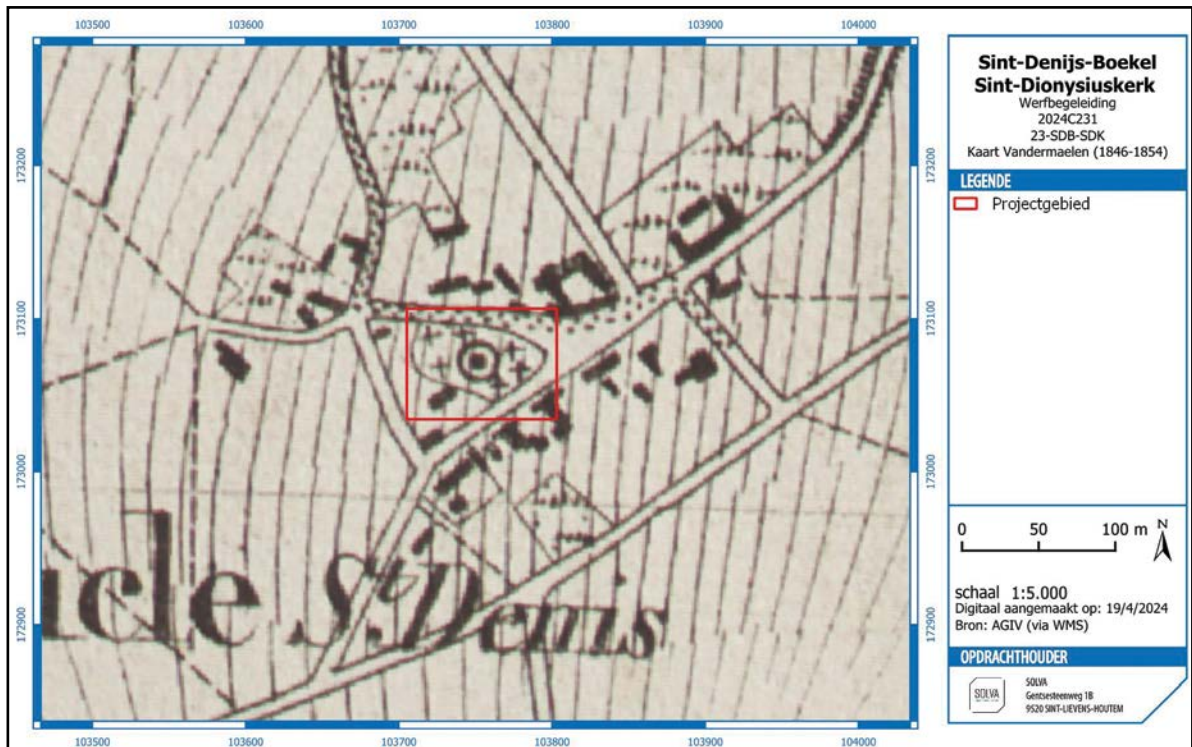 103500 103600 103700 103800 103900 104000
173200 173200
173100 173100
173000 173000
172900 172900
103500 103600 103700 103800 103900 104000
acle St. Denis
Sint-Denijs-Boekel
Sint-Dionysiuskerk
Werfbegeleiding
2024C231
23-SDB-SDK
Kaart Vandermaelen (1846-1854)
LEGENDE
Projectgebied
0 50 100 m N
schaal 1:5.000
Digitaal aangemaakt op: 19/4/2024
Bron: AGIV (via WMS)
OPDRACHTHOUDER
SOLVA
SOLVA
Gentsesteenweg 1B
9520 SINT-LIEVENS-HOUTEM